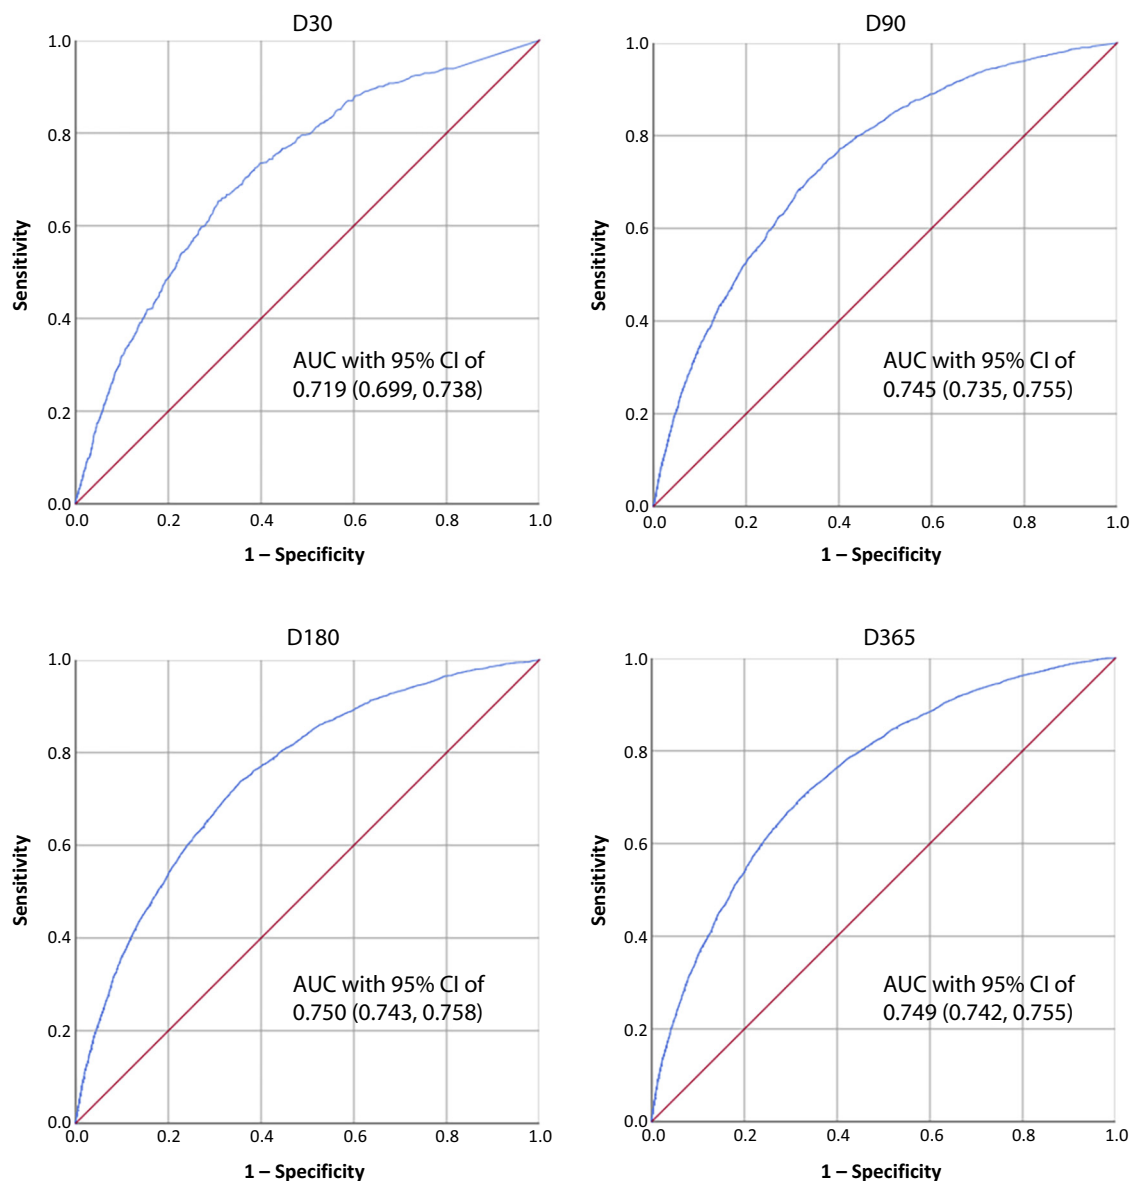 D30
1.0
0.8
0.6
0.4
0.2
0.0
Sensitivity
AUC with 95% CI of
0.719 (0.699, 0.738)
0.0 0.2 0.4 0.6 0.8 1.0
1 – Specificity
D90
1.0
0.8
0.6
0.4
0.2
0.0
Sensitivity
AUC with 95% CI of
0.745 (0.735, 0.755)
0.0 0.2 0.4 0.6 0.8 1.0
1 – Specificity
D180
1.0
0.8
0.6
0.4
0.2
0.0
Sensitivity
AUC with 95% CI of
0.750 (0.743, 0.758)
0.0 0.2 0.4 0.6 0.8 1.0
1 – Specificity
D365
1.0
0.8
0.6
0.4
0.2
0.0
Sensitivity
AUC with 95% CI of
0.749 (0.742, 0.755)
0.0 0.2 0.4 0.6 0.8 1.0
1 – Specificity